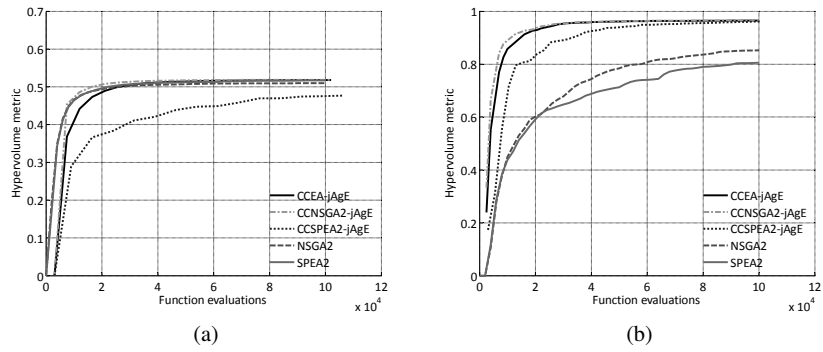 0.7
0.6
0.5
0.4
0.3
0.2
0.1
0
Hypervolume metric
CCEA-jAgE
CCNSGA2-jAgE
CCSPEA2-jAgE
NSGA2
SPEA2
0 2 4 6 8 10 12
Function evaluations
x 10^4
(a)
1
0.8
0.6
0.4
0.2
0
Hypervolume metric
CCEA-jAgE
CCNSGA2-jAgE
CCSPEA2-jAgE
NSGA2
SPEA2
0 2 4 6 8 10 12
Function evaluations
x 10^4
(b)